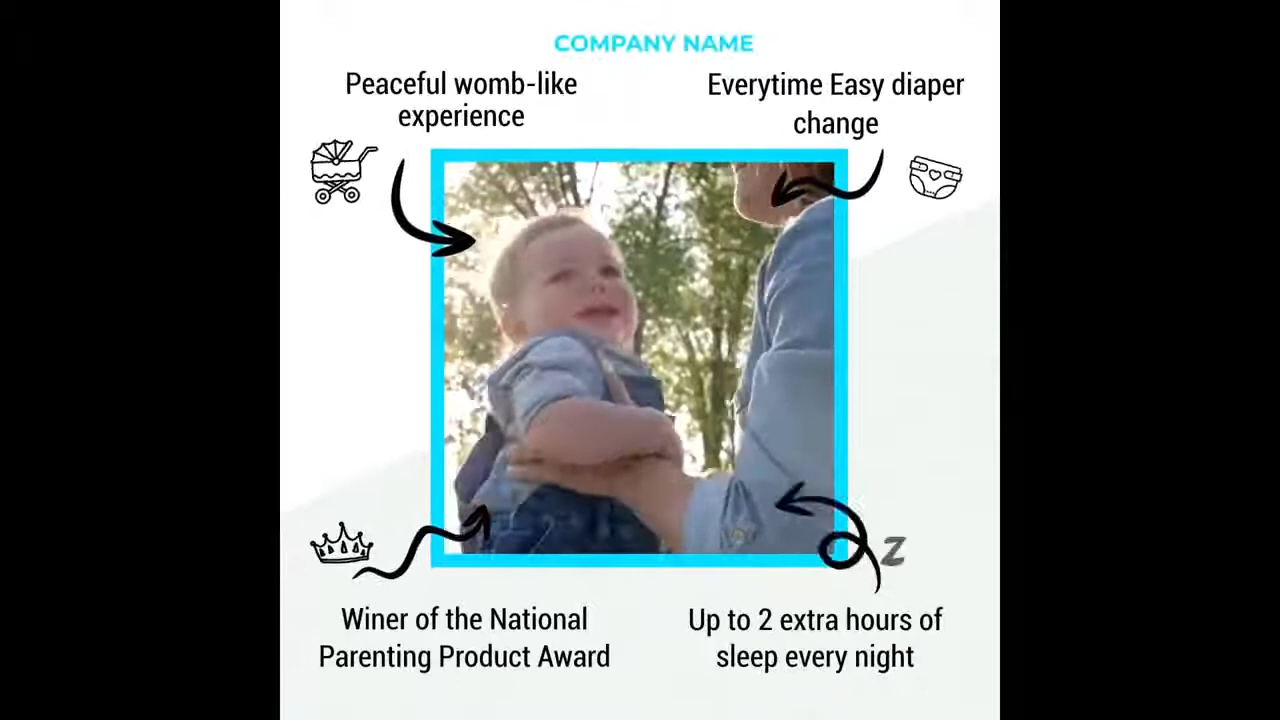 COMPANY NAME
Peaceful womb-like
experience
Everytime Easy diaper
change
Z
Winer of the National
Parenting Product Award
Up to 2 extra hours of
sleep every night